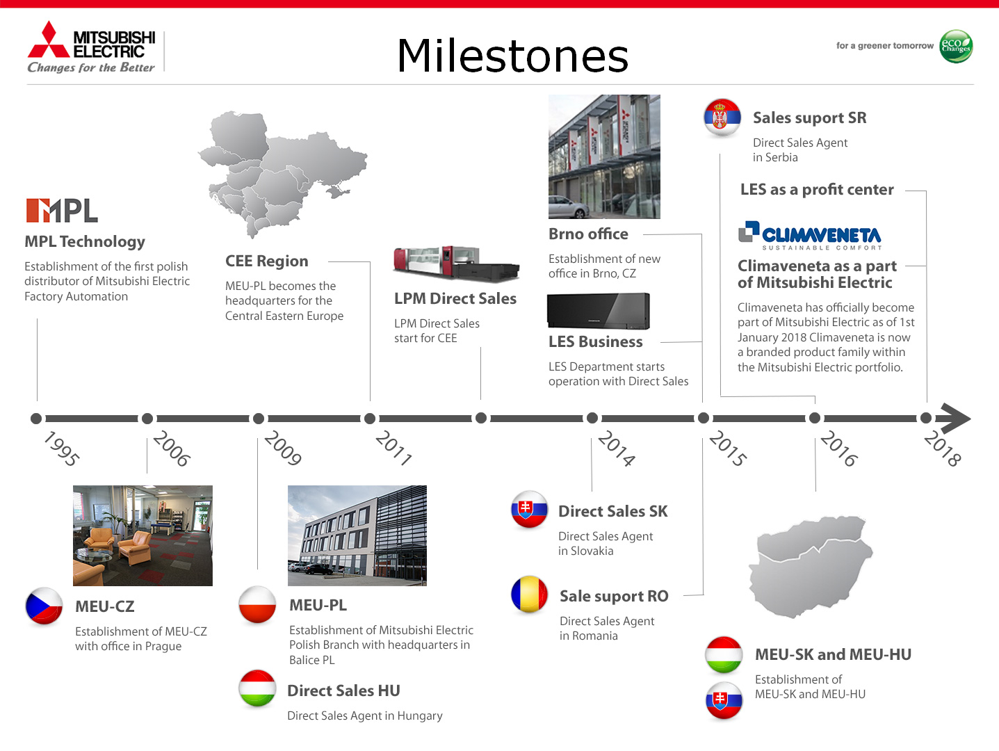 MITSUBISHI
ELECTRIC
Changes for the Better
Milestones
for a greener tomorrow
eco
Changes
MPL
MPL Technology
Establishment of the first polish
distributor of Mitsubishi Electric
Factory Automation
CEE Region
MEU-PL becomes the
headquarters for the
Central Eastern Europe
LPM Direct Sales
LPM Direct Sales
start for CEE
Brno office
Establishment of new
office in Brno, CZ
LES Business
LES Department starts
operation with Direct Sales
Sales suport SR
Direct Sales Agent
in Serbia
LES as a profit center
CLIMAVENETA
SUSTAINABLE COMFORT
Climaveneta as a part
of Mitsubishi Electric
Climaveneta has officially become
part of Mitsubishi Electric as of 1st
January 2018 Climaveneta is now
a branded product family within
the Mitsubishi Electric portfolio.
1995
2006
2009
2011
2014
2015
2016
2018
MEU-CZ
Establishment of MEU-CZ
with office in Prague
MEU-PL
Establishment of Mitsubishi Electric
Polish Branch with headquarters in
Balice PL
Direct Sales HU
Direct Sales Agent in Hungary
Direct Sales SK
Direct Sales Agent
in Slovakia
Sale suport RO
Direct Sales Agent
in Romania
MEU-SK and MEU-HU
Establishment of
MEU-SK and MEU-HU